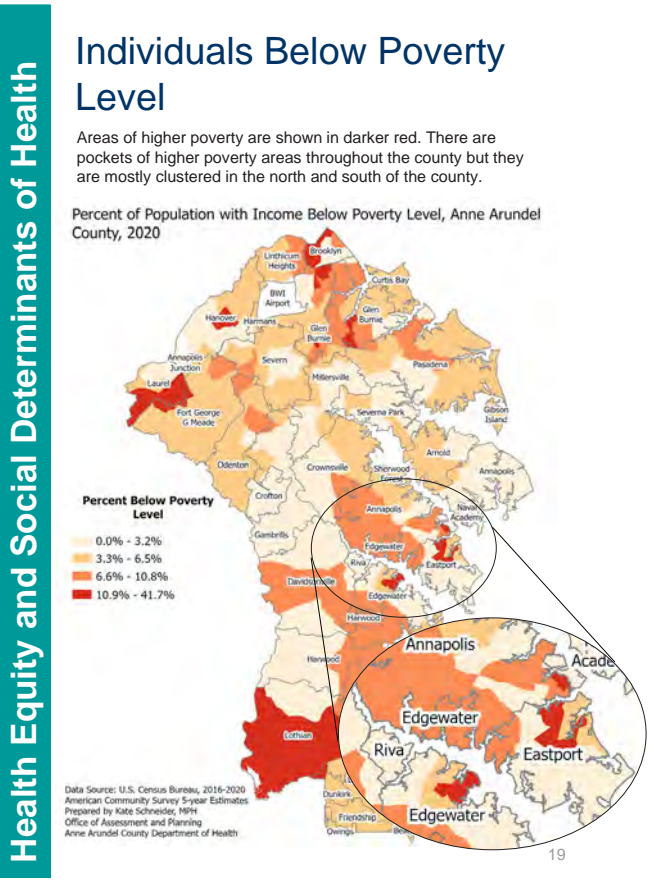 Health Equity and Social Determinants of Health
Individuals Below Poverty
Level
Areas of higher poverty are shown in darker red. There are
pockets of higher poverty areas throughout the county but they
are mostly clustered in the north and south of the county.
Percent of Population with Income Below Poverty Level, Anne Arundel
County, 2020
Brooklyn
Linthicum
Heights
Curtis Bay
BWI
Airport
Hanover
Harmans
Glen
Burnie
Glen
Burnie
Annapolis
Junction
Severn
Pasadena
Laurel
Millersville
Fort George
G Meade
Severna Park
Gibson
Island
Arnold
Odenton
Crownsville
Sherwood
Forest
Annapolis
Crofton
Percent Below Poverty
Level
0.0% - 3.2%
3.3% - 6.5%
6.6% - 10.8%
10.9% - 41.7%
Annapolis
Naval
Academy
Gambrills
Edgewater
Riva
Eastport
Davidsonville
Edgewater
Harwood
Harwood
Lothian
Annapolis
Acade
Edgewater
Riva
Eastport
Edgewater
Dunkirk
Friendship
Owings
Data Source: U.S. Census Bureau, 2016-2020
American Community Survey 5-year Estimates
Prepared by Kate Schneider, MPH
Office of Assessment and Planning
Anne Arundel County Department of Health
19